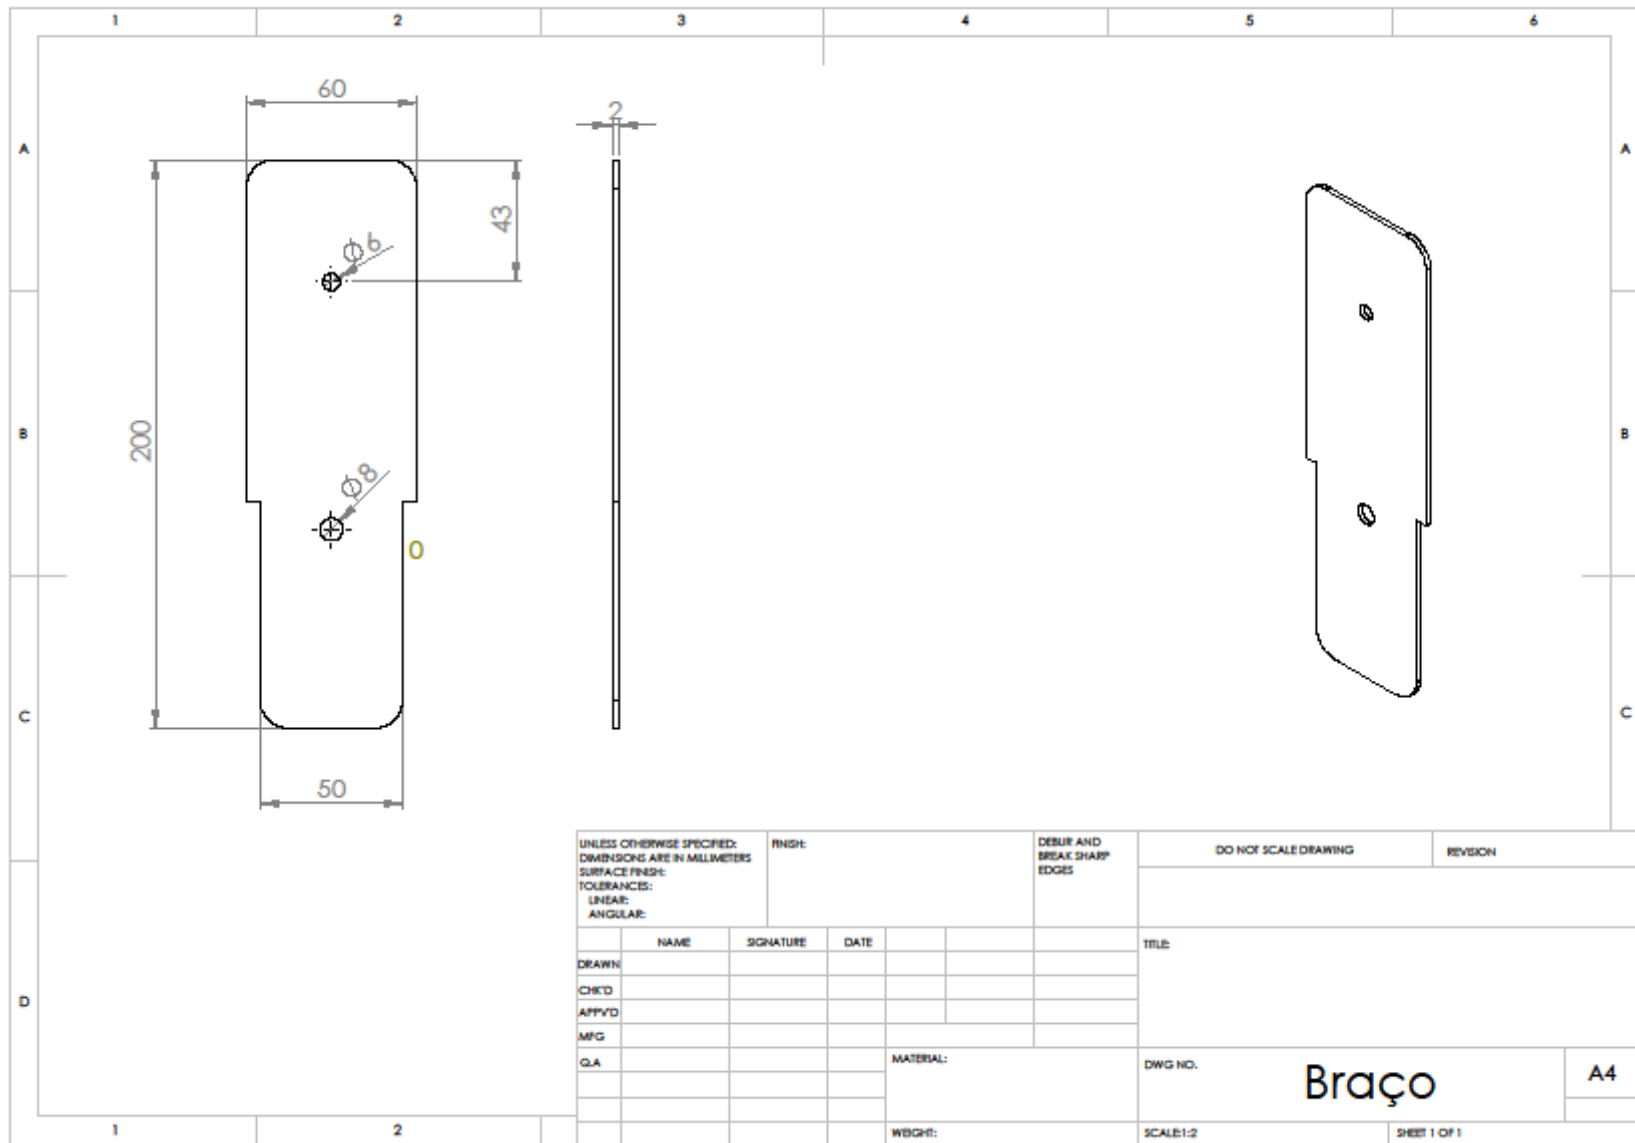 1 2 3 4 5 6
60
2
A A
43
Ø6
B B
200
Ø8
0
C C
50
UNLESS OTHERWISE SPECIFIED:
DIMENSIONS ARE IN MILLIMETERS
SURFACE FINISH:
TOLERANCES:
LINEAR:
ANGULAR:
FINISH:
DEBUR AND
BREAK SHARP
EDGES
DO NOT SCALE DRAWING
REVISION
NAME SIGNATURE DATE
TITLE:
DRAWN
CHK'D
APPV'D
MFG
Q.A
D
MATERIAL:
DWG NO.
Braço
A4
WEIGHT:
SCALE:1:2
SHEET 1 OF 1
1 2